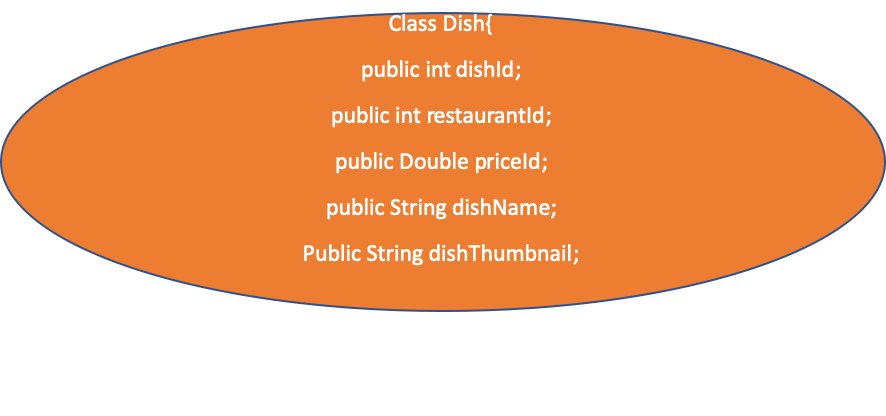 Class Dish{
public int dishId;
public int restaurantId;
public Double priceId;
public String dishName;
Public String dishThumbnail;